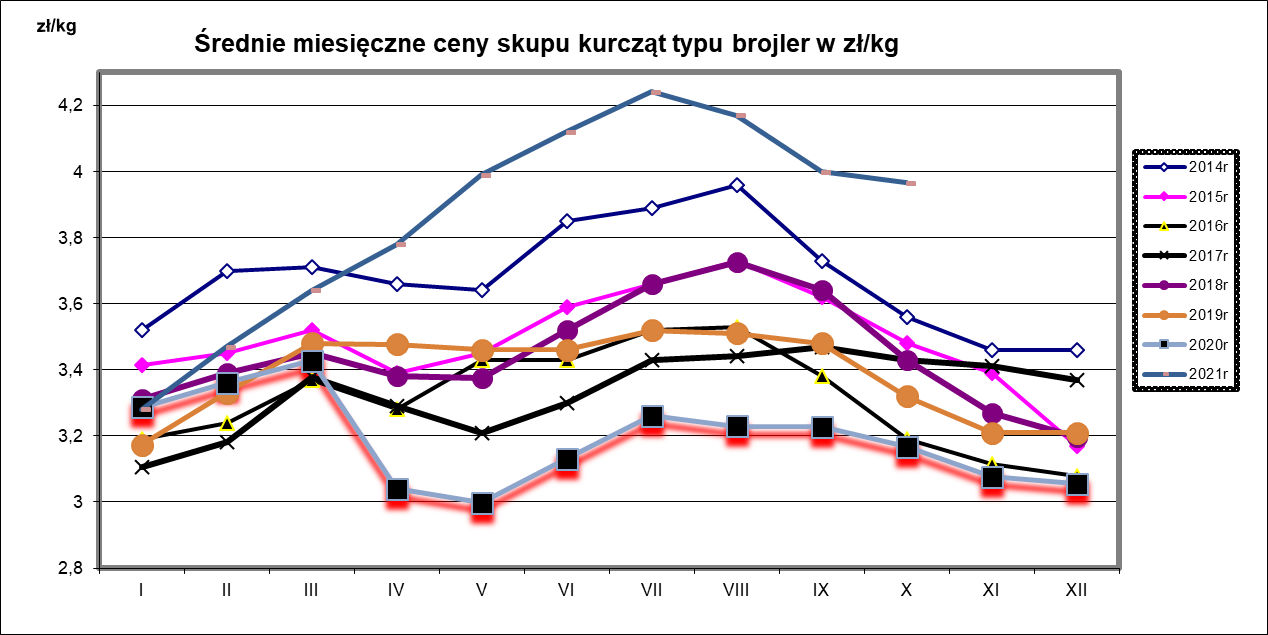 zł/kg
Średnie miesięczne ceny skupu kurcząt typu brojler w zł/kg
4,2
4
3,8
3,6
3,4
3,2
3
2,8
I II III IV V VI VII VIII IX X XI XII
2014r
2015r
2016r
2017r
2018r
2019r
2020r
2021r